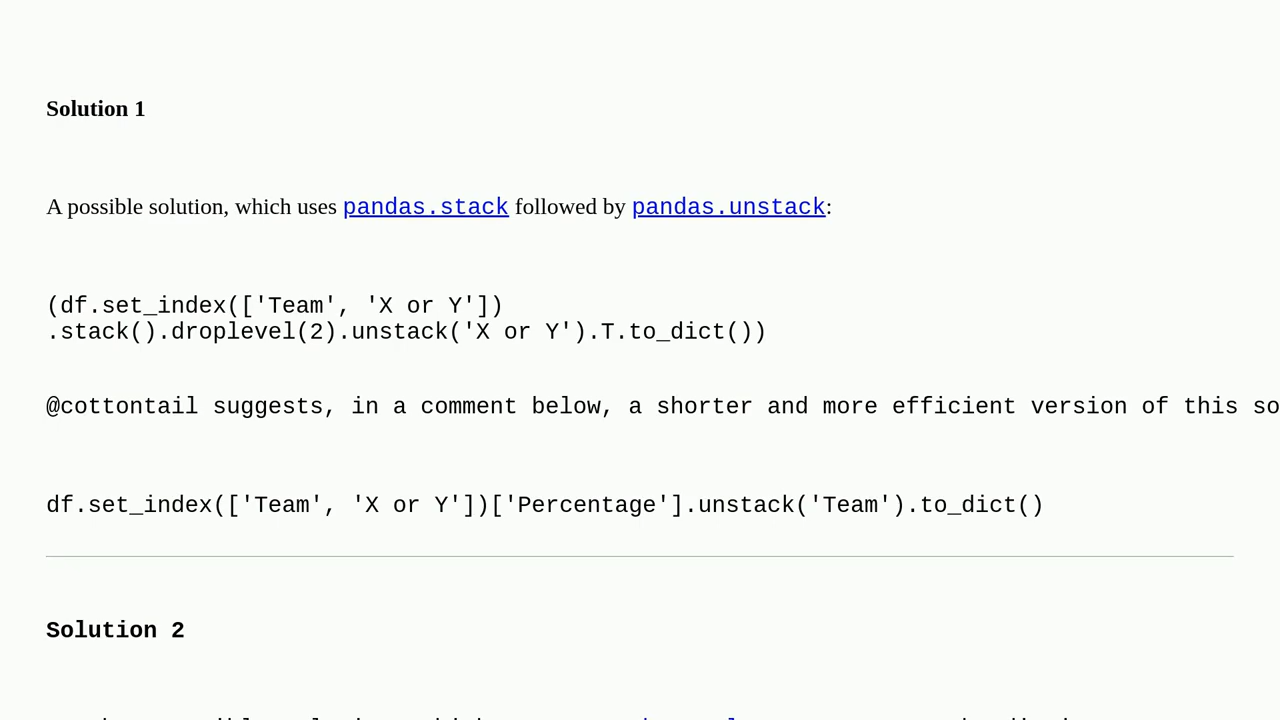 Solution 1
A possible solution, which uses pandas.stack followed by pandas.unstack:
(df.set_index(['Team', 'X or Y'])
.stack().droplevel(2).unstack('X or Y').T.to_dict())
@cottontail suggests, in a comment below, a shorter and more efficient version of this so
df.set_index(['Team', 'X or Y'])['Percentage'].unstack('Team').to_dict()
Solution 2